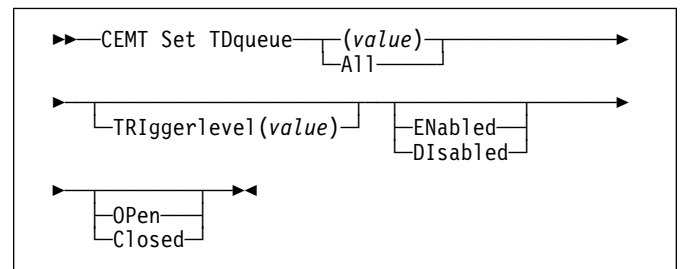 CEMT Set TDqueue (value)
All
TRIggerlevel(value) ENabled
DIsabled
OPen
Closed